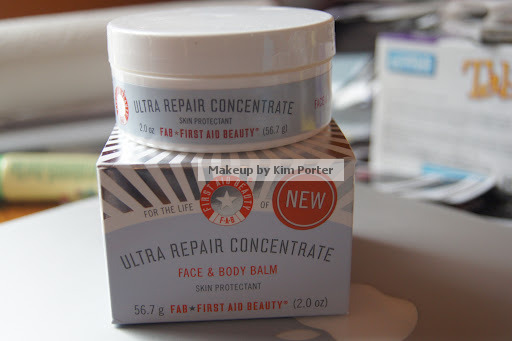 ULTRA REPAIR CONCENTRATE
SKIN PROTECTANT
2.0 oz. FAB★FIRST AID BEAUTY® (56.7 g)
FACE
Makeup by Kim Porter
FOR THE LIFE
FIRST AID BEAUTY
FAB
OF
NEW
ULTRA REPAIR CONCENTRATE
FACE & BODY BALM
SKIN PROTECTANT
56.7 g FAB★FIRST AID BEAUTY® (2.0 oz)